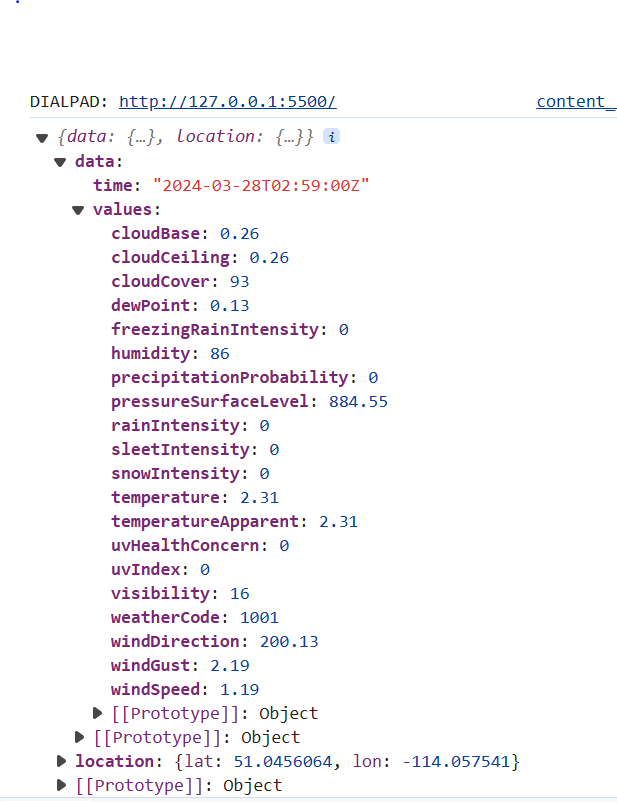 DIALPAD: http://127.0.0.1:5500/ content_
{data: {…}, location: {…}} i
data:
time: "2024-03-28T02:59:00Z"
values:
cloudBase: 0.26
cloudCeiling: 0.26
cloudCover: 93
dewPoint: 0.13
freezingRainIntensity: 0
humidity: 86
precipitationProbability: 0
pressureSurfaceLevel: 884.55
rainIntensity: 0
sleetIntensity: 0
snowIntensity: 0
temperature: 2.31
temperatureApparent: 2.31
uvHealthConcern: 0
uvIndex: 0
visibility: 16
weatherCode: 1001
windDirection: 200.13
windGust: 2.19
windSpeed: 1.19
[[Prototype]]: Object
[[Prototype]]: Object
location: {lat: 51.0456064, lon: -114.057541}
[[Prototype]]: Object